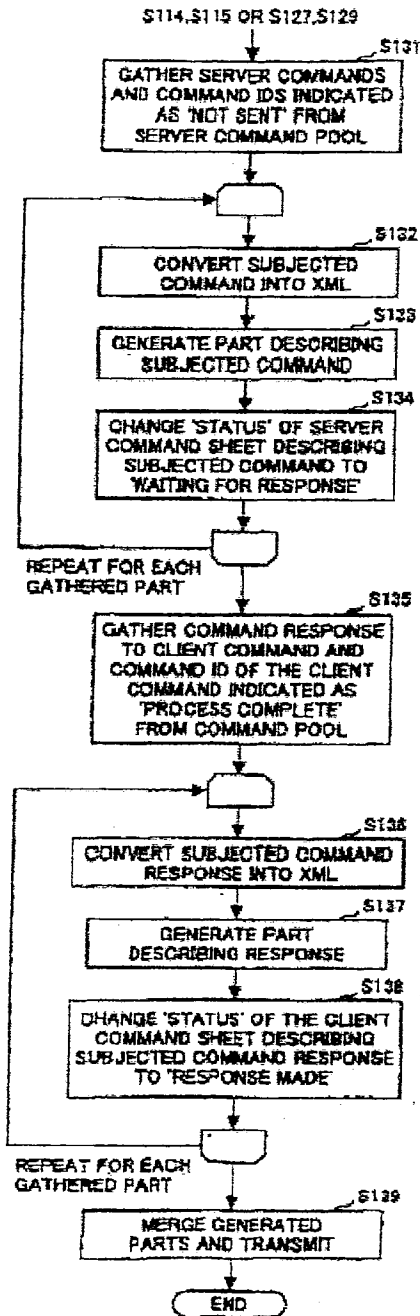 S114,S115 OR S127,S129
S131
GATHER SERVER COMMANDS
AND COMMAND IDS INDICATED
AS 'NOT SENT' FROM
SERVER COMMAND POOL
S132
CONVERT SUBJECTED
COMMAND INTO XML
S133
GENERATE PART DESCRIBING
SUBJECTED COMMAND
S134
CHANGE 'STATUS' OF SERVER
COMMAND SHEET DESCRIBING
SUBJECTED COMMAND TO
'WAITING FOR RESPONSE'
REPEAT FOR EACH
GATHERED PART
S135
GATHER COMMAND RESPONSE
TO CLIENT COMMAND AND
COMMAND ID OF THE CLIENT
COMMAND INDICATED AS
'PROCESS COMPLETE'
FROM COMMAND POOL
S136
CONVERT SUBJECTED COMMAND
RESPONSE INTO XML
S137
GENERATE PART
DESCRIBING RESPONSE
S138
CHANGE 'STATUS' OF THE CLIENT
COMMAND SHEET DESCRIBING
SUBJECTED COMMAND RESPONSE
TO 'RESPONSE MADE'
REPEAT FOR EACH
GATHERED PART
S139
MERGE GENERATED
PARTS AND TRANSMIT
END